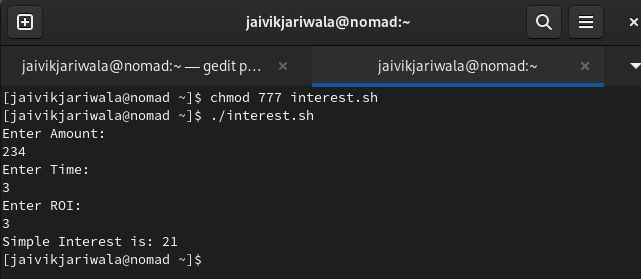 jaivikjariwala@nomad:~
jaivikjariwala@nomad:~ — gedit p…
jaivikjariwala@nomad:~
[jaivikjariwala@nomad ~]$ chmod 777 interest.sh
[jaivikjariwala@nomad ~]$ ./interest.sh
Enter Amount:
234
Enter Time:
3
Enter ROI:
3
Simple Interest is: 21
[jaivikjariwala@nomad ~]$